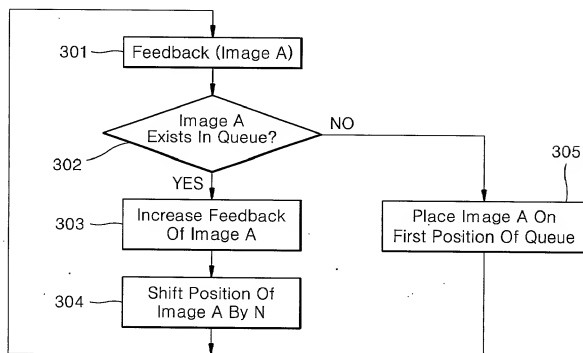 301
Feedback (Image A)
Image A
Exists In Queue?
NO
302
YES
305
303
Increase Feedback
Of Image A
Place Image A On
First Position Of Queue
304
Shift Position Of
Image A By N